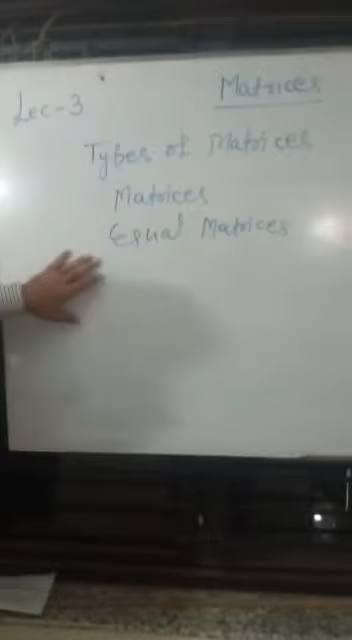 Lec-3
Matrices
Types of Matrices
Matrices
Equal Matrices